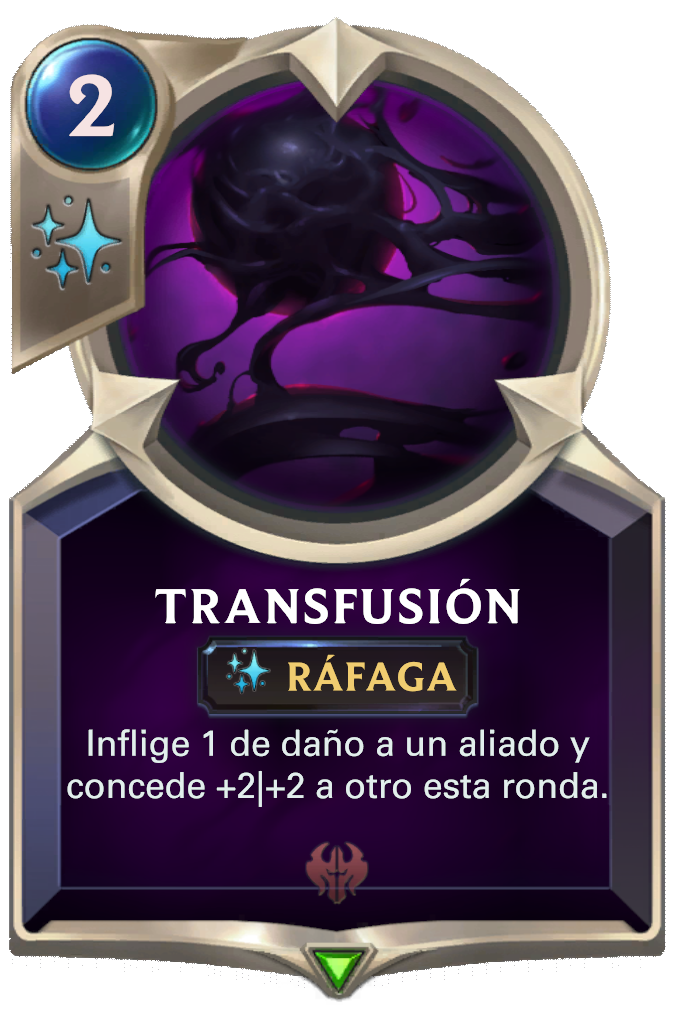 2
TRANSFUSIÓN
RÁFAGA
Inflige 1 de daño a un aliado y
concede +2|+2 a otro esta ronda.